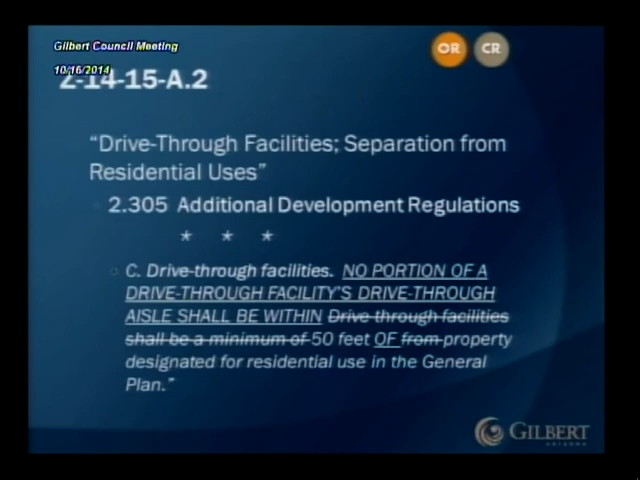 Gilbert Council Meeting
OR CR
10/16/2014
Z-14-15-A.2
“Drive-Through Facilities; Separation from
Residential Uses”
2.305 Additional Development Regulations
* * *
C. Drive-through facilities. NO PORTION OF A
DRIVE-THROUGH FACILITY'S DRIVE-THROUGH
AISLE SHALL BE WITHIN Drive-through facilities
shall be a minimum of 50 feet OF from property
designated for residential use in the General
Plan.”
GILBERT
ARIZONA